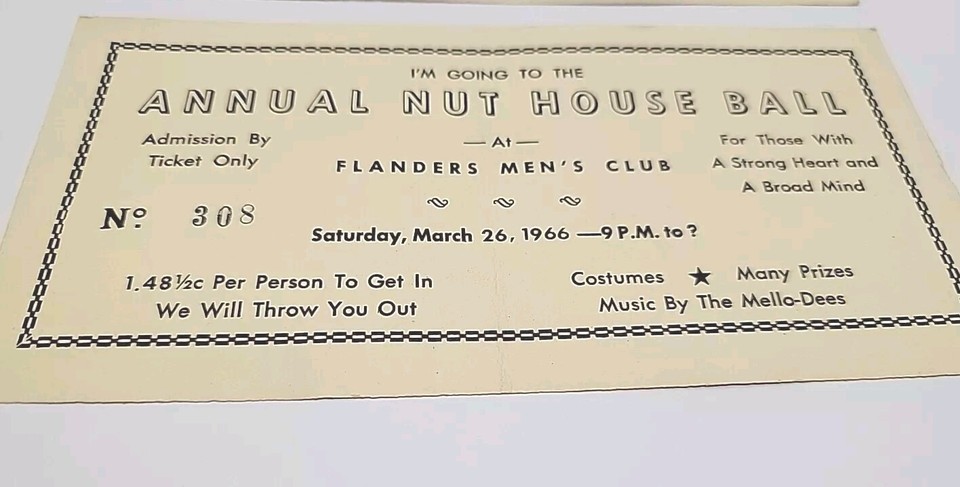 I'M GOING TO THE
ANNUAL NUT HOUSE BALL
Admission By
Ticket Only
— At —
FLANDERS MEN'S CLUB
For Those With
A Strong Heart and
A Broad Mind
Nº 308
Saturday, March 26, 1966 — 9 P.M. to ?
1.48½c Per Person To Get In
We Will Throw You Out
Costumes ★ Many Prizes
Music By The Mello-Dees